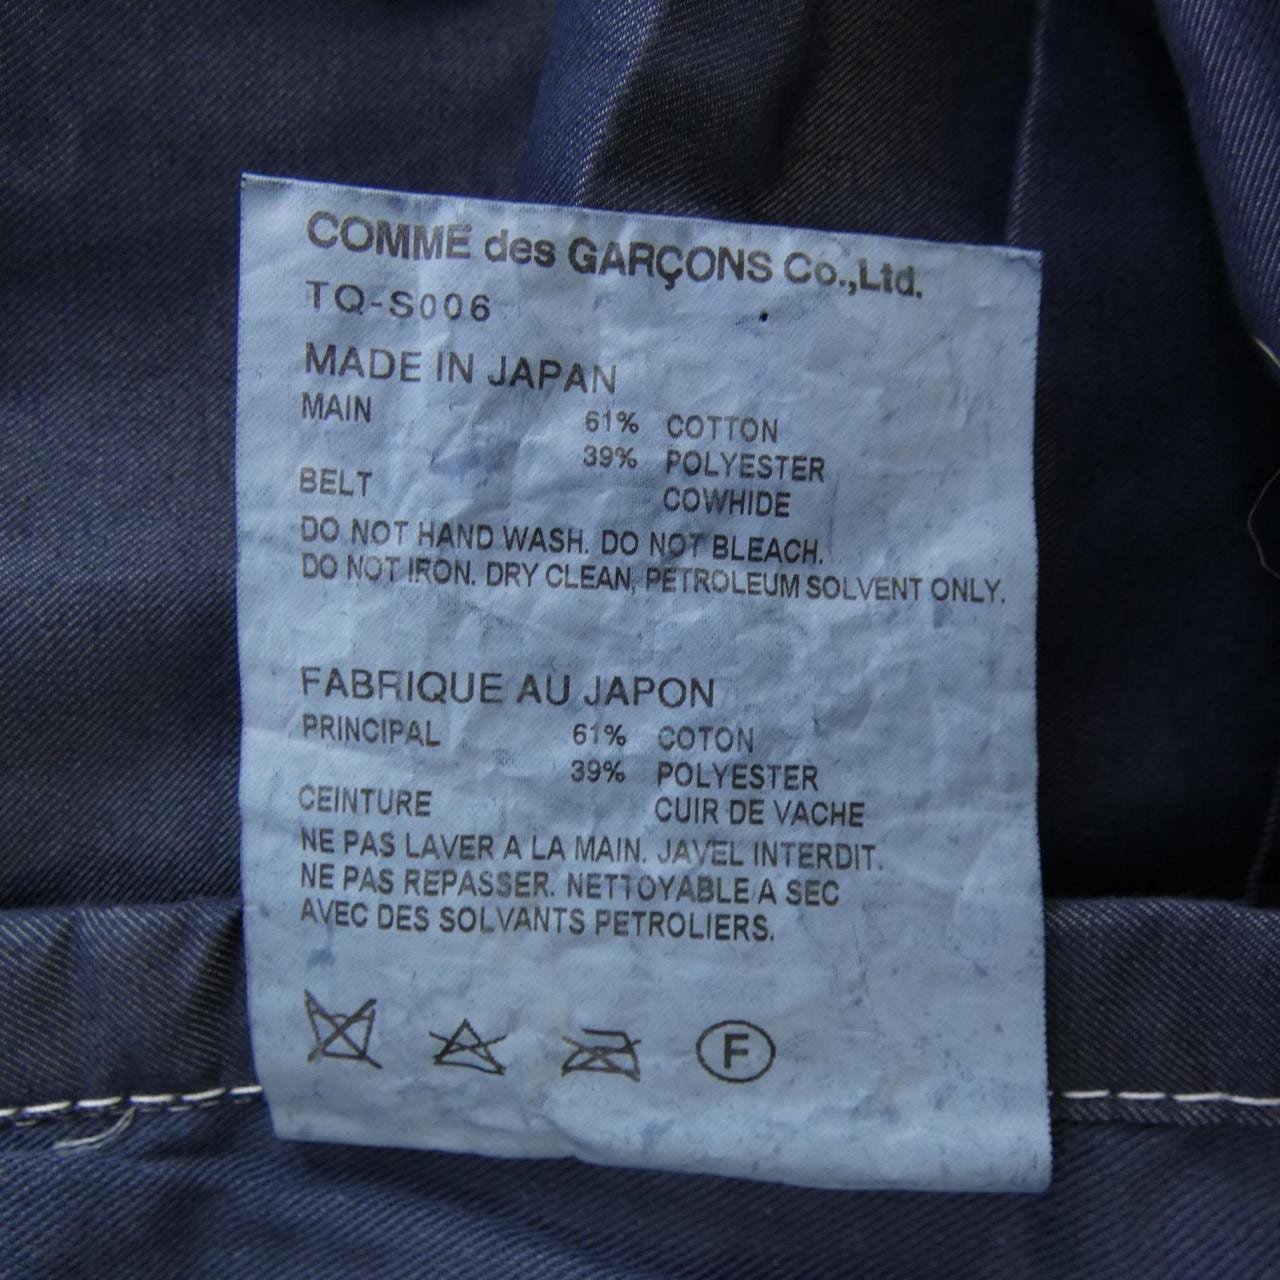 COMME des GARÇONS Co.,Ltd.
TQ-S006
MADE IN JAPAN
MAIN 61% COTTON
39% POLYESTER
BELT COWHIDE
DO NOT HAND WASH. DO NOT BLEACH.
DO NOT IRON. DRY CLEAN, PETROLEUM SOLVENT ONLY.
FABRIQUE AU JAPON
PRINCIPAL 61% COTON
39% POLYESTER
CEINTURE CUIR DE VACHE
NE PAS LAVER A LA MAIN. JAVEL INTERDIT.
NE PAS REPASSER. NETTOYABLE A SEC
AVEC DES SOLVANTS PETROLIERS.
F